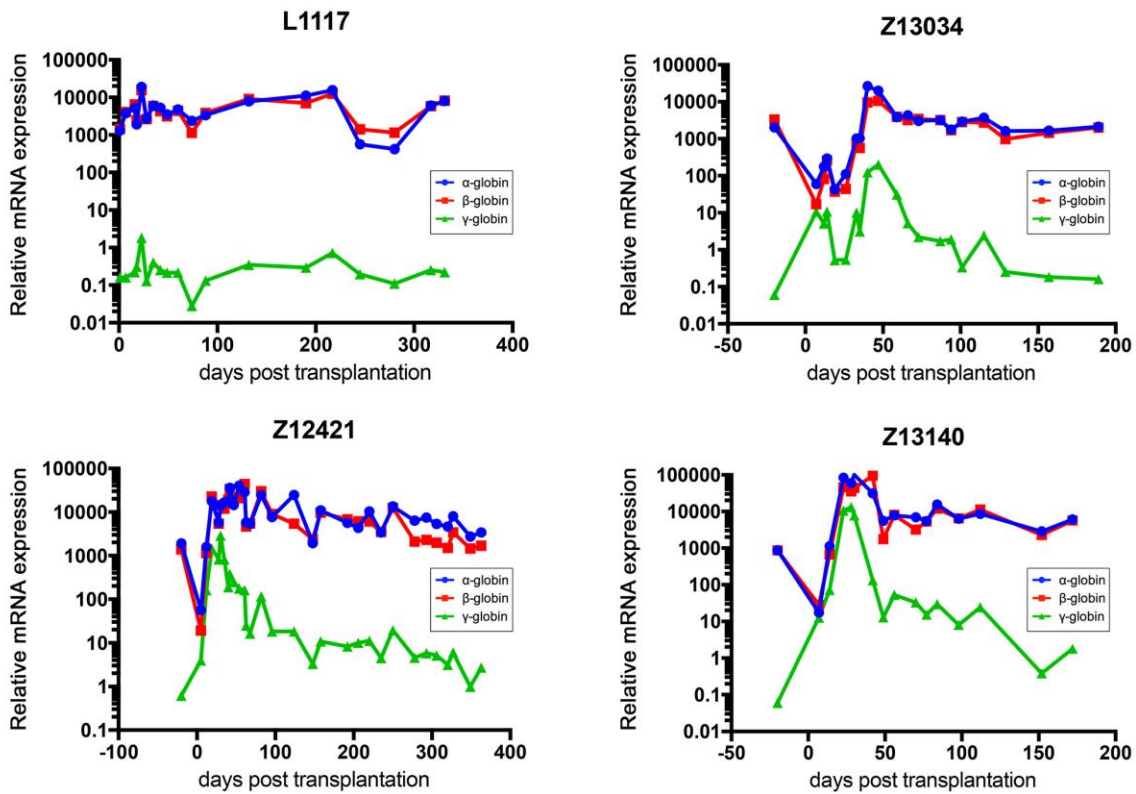 L1117
Relative mRNA expression
100000
10000
1000
100
10
1
0.1
0.01
0 100 200 300 400
days post transplantation
α-globin
β-globin
γ-globin
Z13034
Relative mRNA expression
100000
10000
1000
100
10
1
0.1
0.01
-50 0 50 100 150 200
days post transplantation
α-globin
β-globin
γ-globin
Z12421
Relative mRNA expression
100000
10000
1000
100
10
1
0.1
-100 0 100 200 300 400
days post transplantation
α-globin
β-globin
γ-globin
Z13140
Relative mRNA expression
100000
10000
1000
100
10
1
0.1
0.01
-50 0 50 100 150 200
days post transplantation
α-globin
β-globin
γ-globin